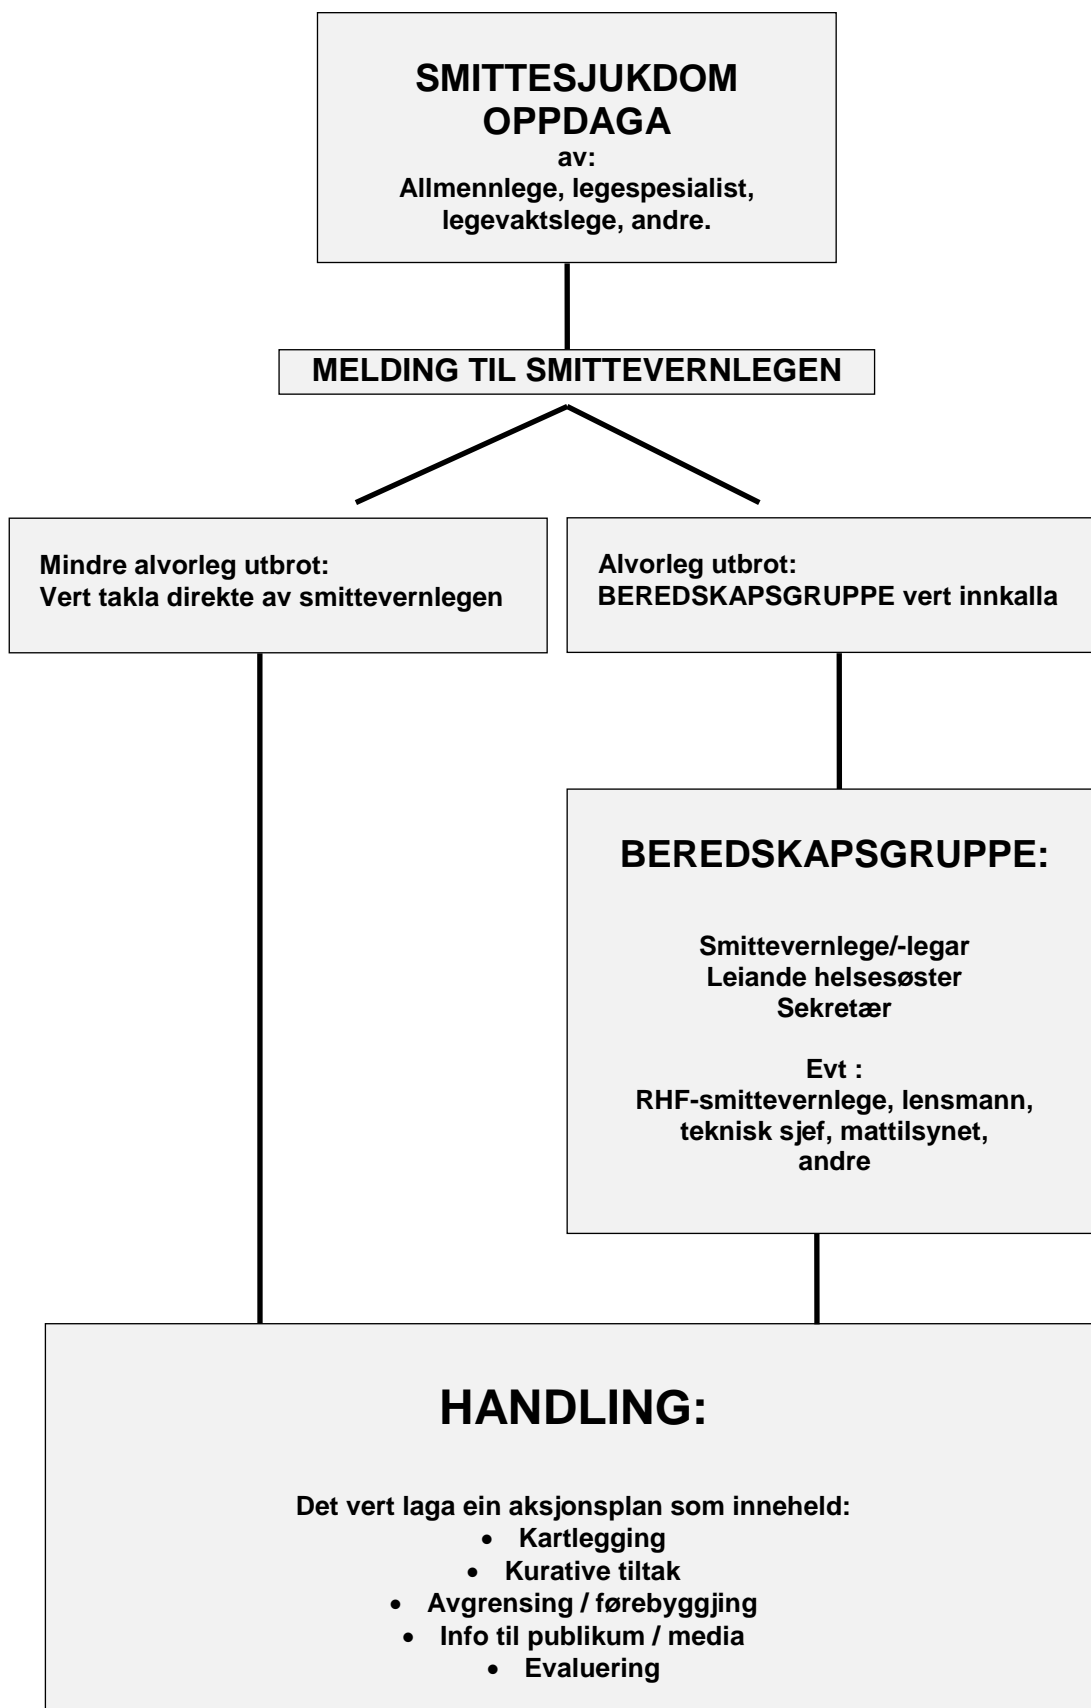 SMITTESJUKDOM
OPPDAGA
av:
Allmennlege, legespesialist,
legevaktslege, andre.
MELDING TIL SMITTEVERNLEGEN
Mindre alvorleg utbrot:
Vert takla direkte av smittevernlegen
Alvorleg utbrot:
BEREDSKAPSGRUPPE vert innkalla
BEREDSKAPSGRUPPE:
Smittevernlege/-legar
Leiande helsesøster
Sekretær
Evt :
RHF-smittevernlege, lensmann,
teknisk sjef, mattilsynet,
andre
HANDLING:
Det vert laga ein aksjonsplan som inneheld:
• Kartlegging
• Kurative tiltak
• Avgrensing / førebyggjing
• Info til publikum / media
• Evaluering